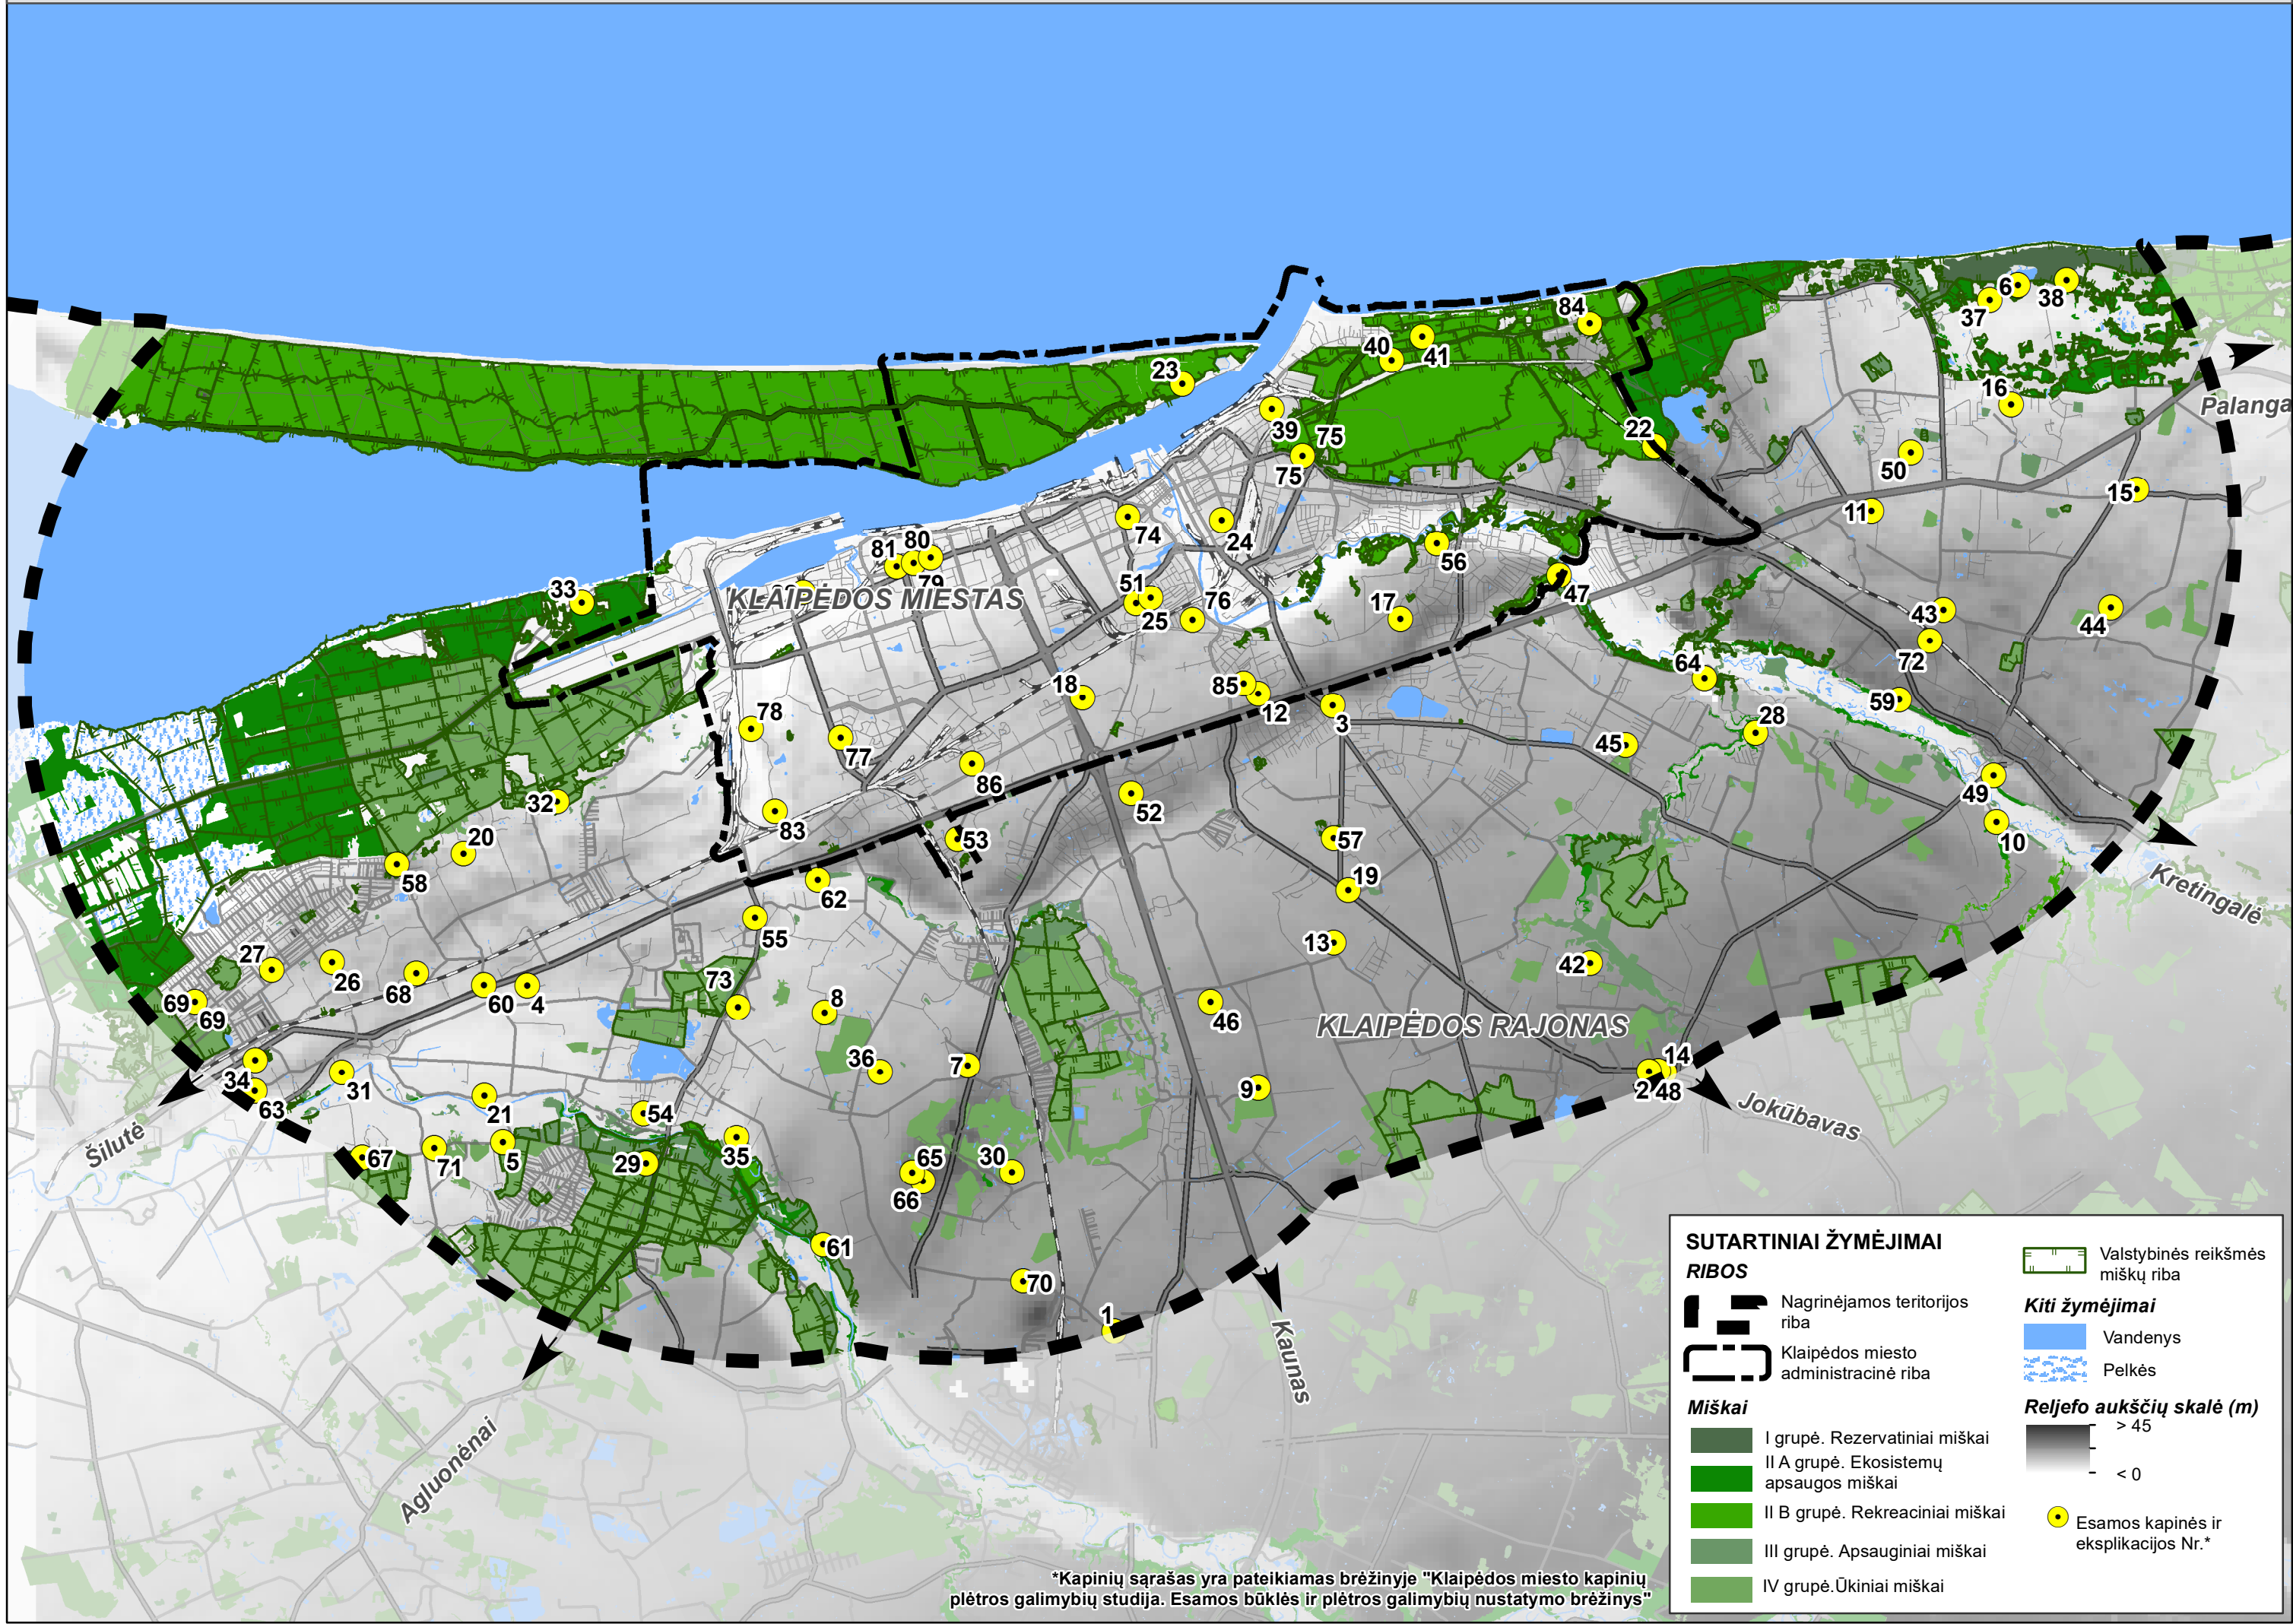 84
6
38
37
40
41
23
16
Palanga
39
75
22
75
50
15
74
24
11
80
81
79
56
51
76
47
33
KLAIPĖDOS MIESTAS
25
17
43
44
72
64
18
85
12
59
78
3
28
77
45
86
32
52
49
83
53
57
10
20
58
19
62
Kretingalė
55
13
27
26
42
68
73
60
4
8
69
69
46
KLAIPĖDOS RAJONAS
36
7
14
34
31
9
2
48
63
21
54
Jokūbavas
Šilutė
67
71
5
29
35
65
30
66
61
70
1
Kaunas
Agluonėnai
SUTARTINIAI ŽYMĖJIMAI
RIBOS
Nagrinėjamos teritorijos
riba
Klaipėdos miesto
administracinė riba
Miškai
I grupė. Rezervatiniai miškai
II A grupė. Ekosistemų
apsaugos miškai
II B grupė. Rekreaciniai miškai
III grupė. Apsauginiai miškai
IV grupė.Ūkiniai miškai
Valstybinės reikšmės
miškų riba
Kiti žymėjimai
Vandenys
Pelkės
Reljefo aukščių skalė (m)
> 45
< 0
Esamos kapinės ir
eksplikacijos Nr.*
*Kapinių sąrašas yra pateikiamas brėžinyje "Klaipėdos miesto kapinių
plėtros galimybių studija. Esamos būklės ir plėtros galimybių nustatymo brėžinys"